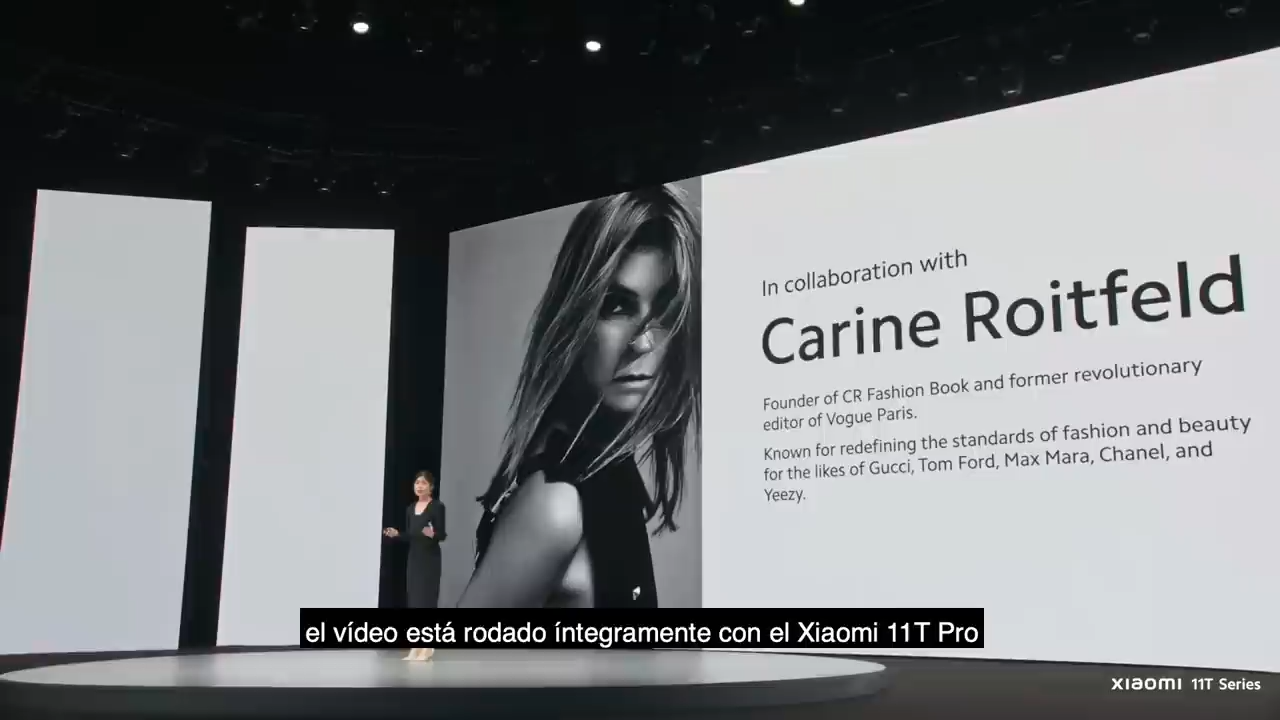 In collaboration with
Carine Roitfeld
Founder of CR Fashion Book and former revolutionary
editor of Vogue Paris.
Known for redefining the standards of fashion and beauty
for the likes of Gucci, Tom Ford, Max Mara, Chanel, and
Yeezy.
el vídeo está rodado íntegramente con el Xiaomi 11T Pro
xiaomi 11T Series